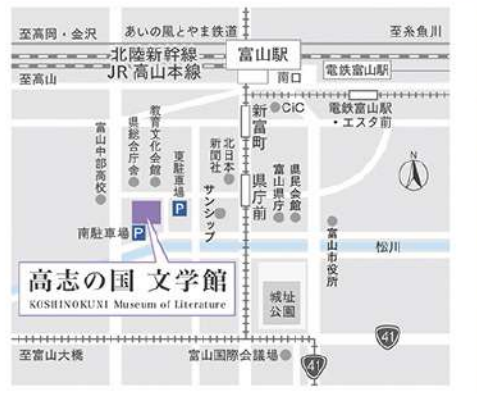 至高岡・金沢
あいの風とやま鉄道
至糸魚川
北陸新幹線
JR高山本線
富山駅
南口
電鉄富山駅
至高山
CiC
電鉄富山駅
・エスタ前
新富町
教育文化会館
県総合庁舎
富山中部高校
東駐車場
P
北日本
新聞社
サンシップ
県庁前
県民会館
富山県庁
N
南駐車場
P
富山市役所
松川
高志の国 文学館
KOSHINOKUNI Museum of Literature
城址
公園
41
至富山大橋
富山国際会議場
41